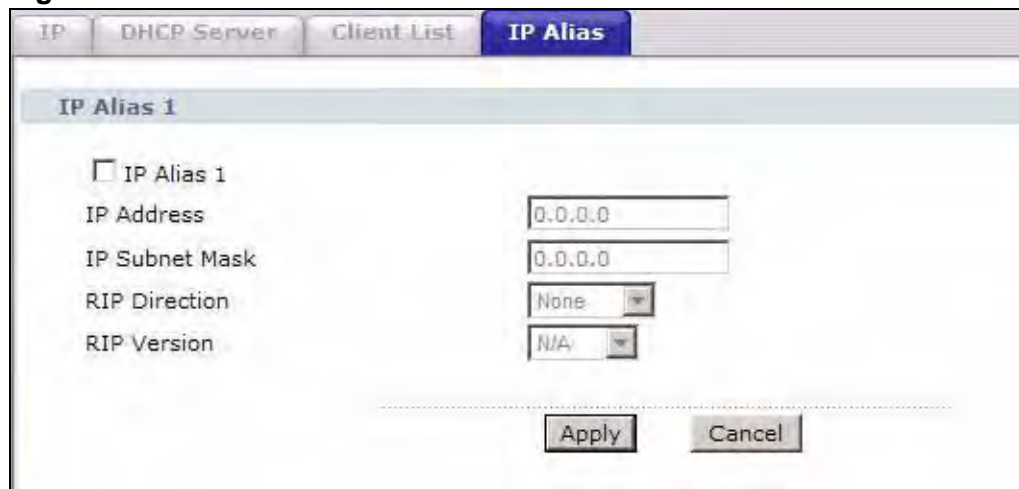 IP DHCP Server Client List IP Alias
IP Alias 1
IP Alias 1
IP Address 0.0.0.0
IP Subnet Mask 0.0.0.0
RIP Direction None
RIP Version N/A
Apply Cancel